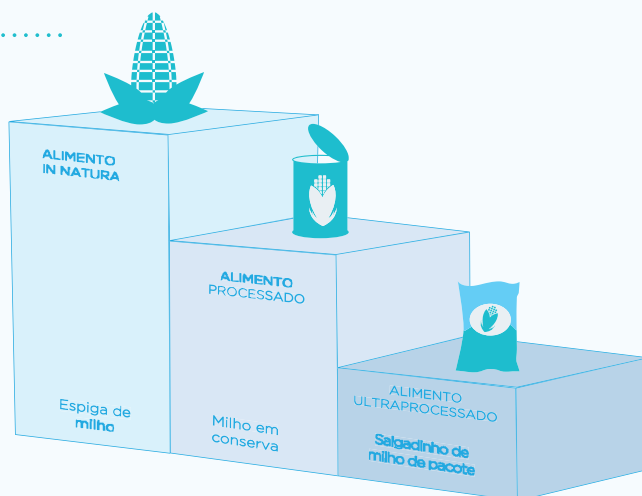 ALIMENTO
IN NATURA
Espiga de
milho
ALIMENTO
PROCESSADO
Milho em
conserva
ALIMENTO
ULTRAPROCESSADO
Salgadinho de
milho de pacote